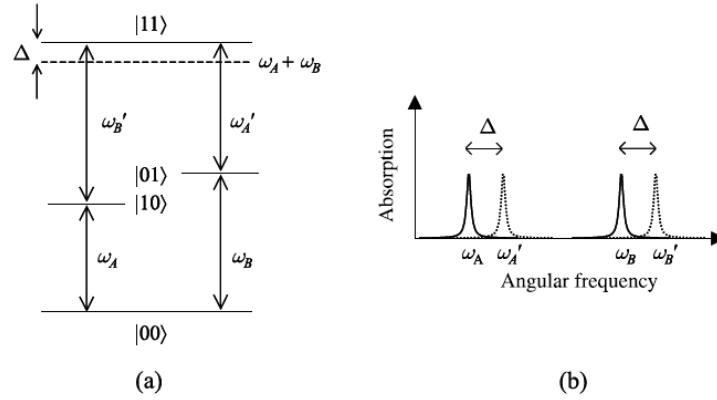 |11⟩
Δ
ω_A + ω_B
ω_B′
ω_A′
|01⟩
|10⟩
ω_A
ω_B
|00⟩
(a)
Absorption
Δ
Δ
ω_A
ω_A′
ω_B
ω_B′
Angular frequency
(b)